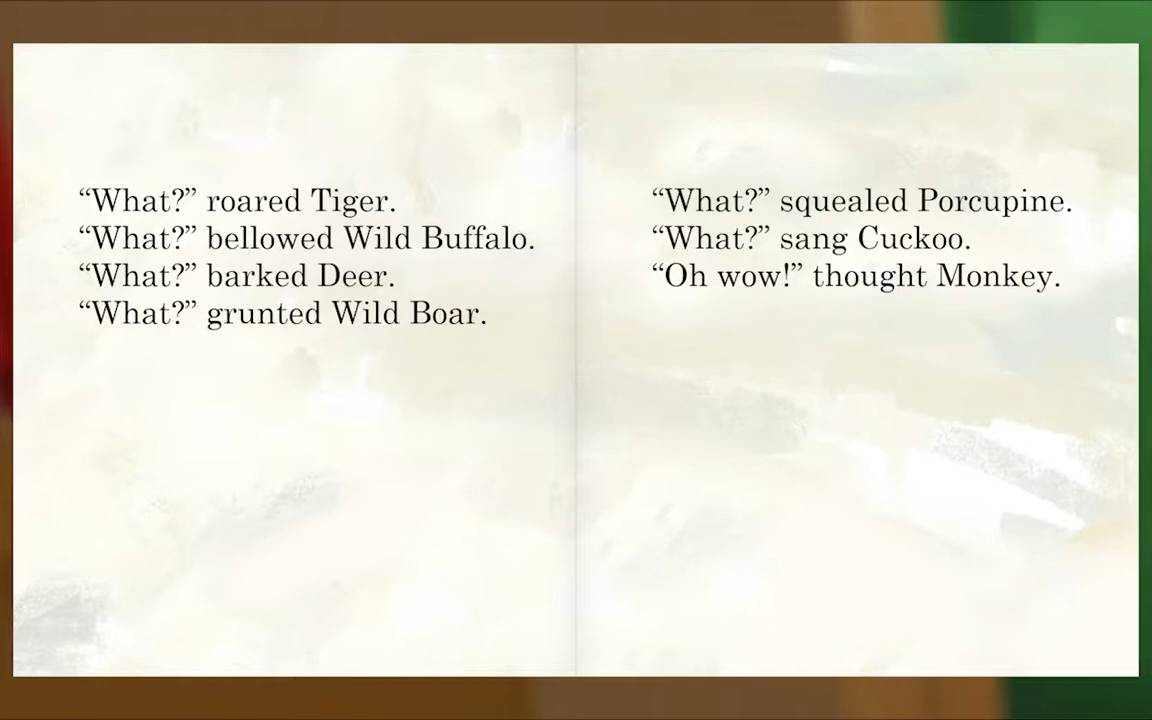 “What?” roared Tiger.
“What?” bellowed Wild Buffalo.
“What?” barked Deer.
“What?” grunted Wild Boar.
“What?” squealed Porcupine.
“What?” sang Cuckoo.
“Oh wow!” thought Monkey.